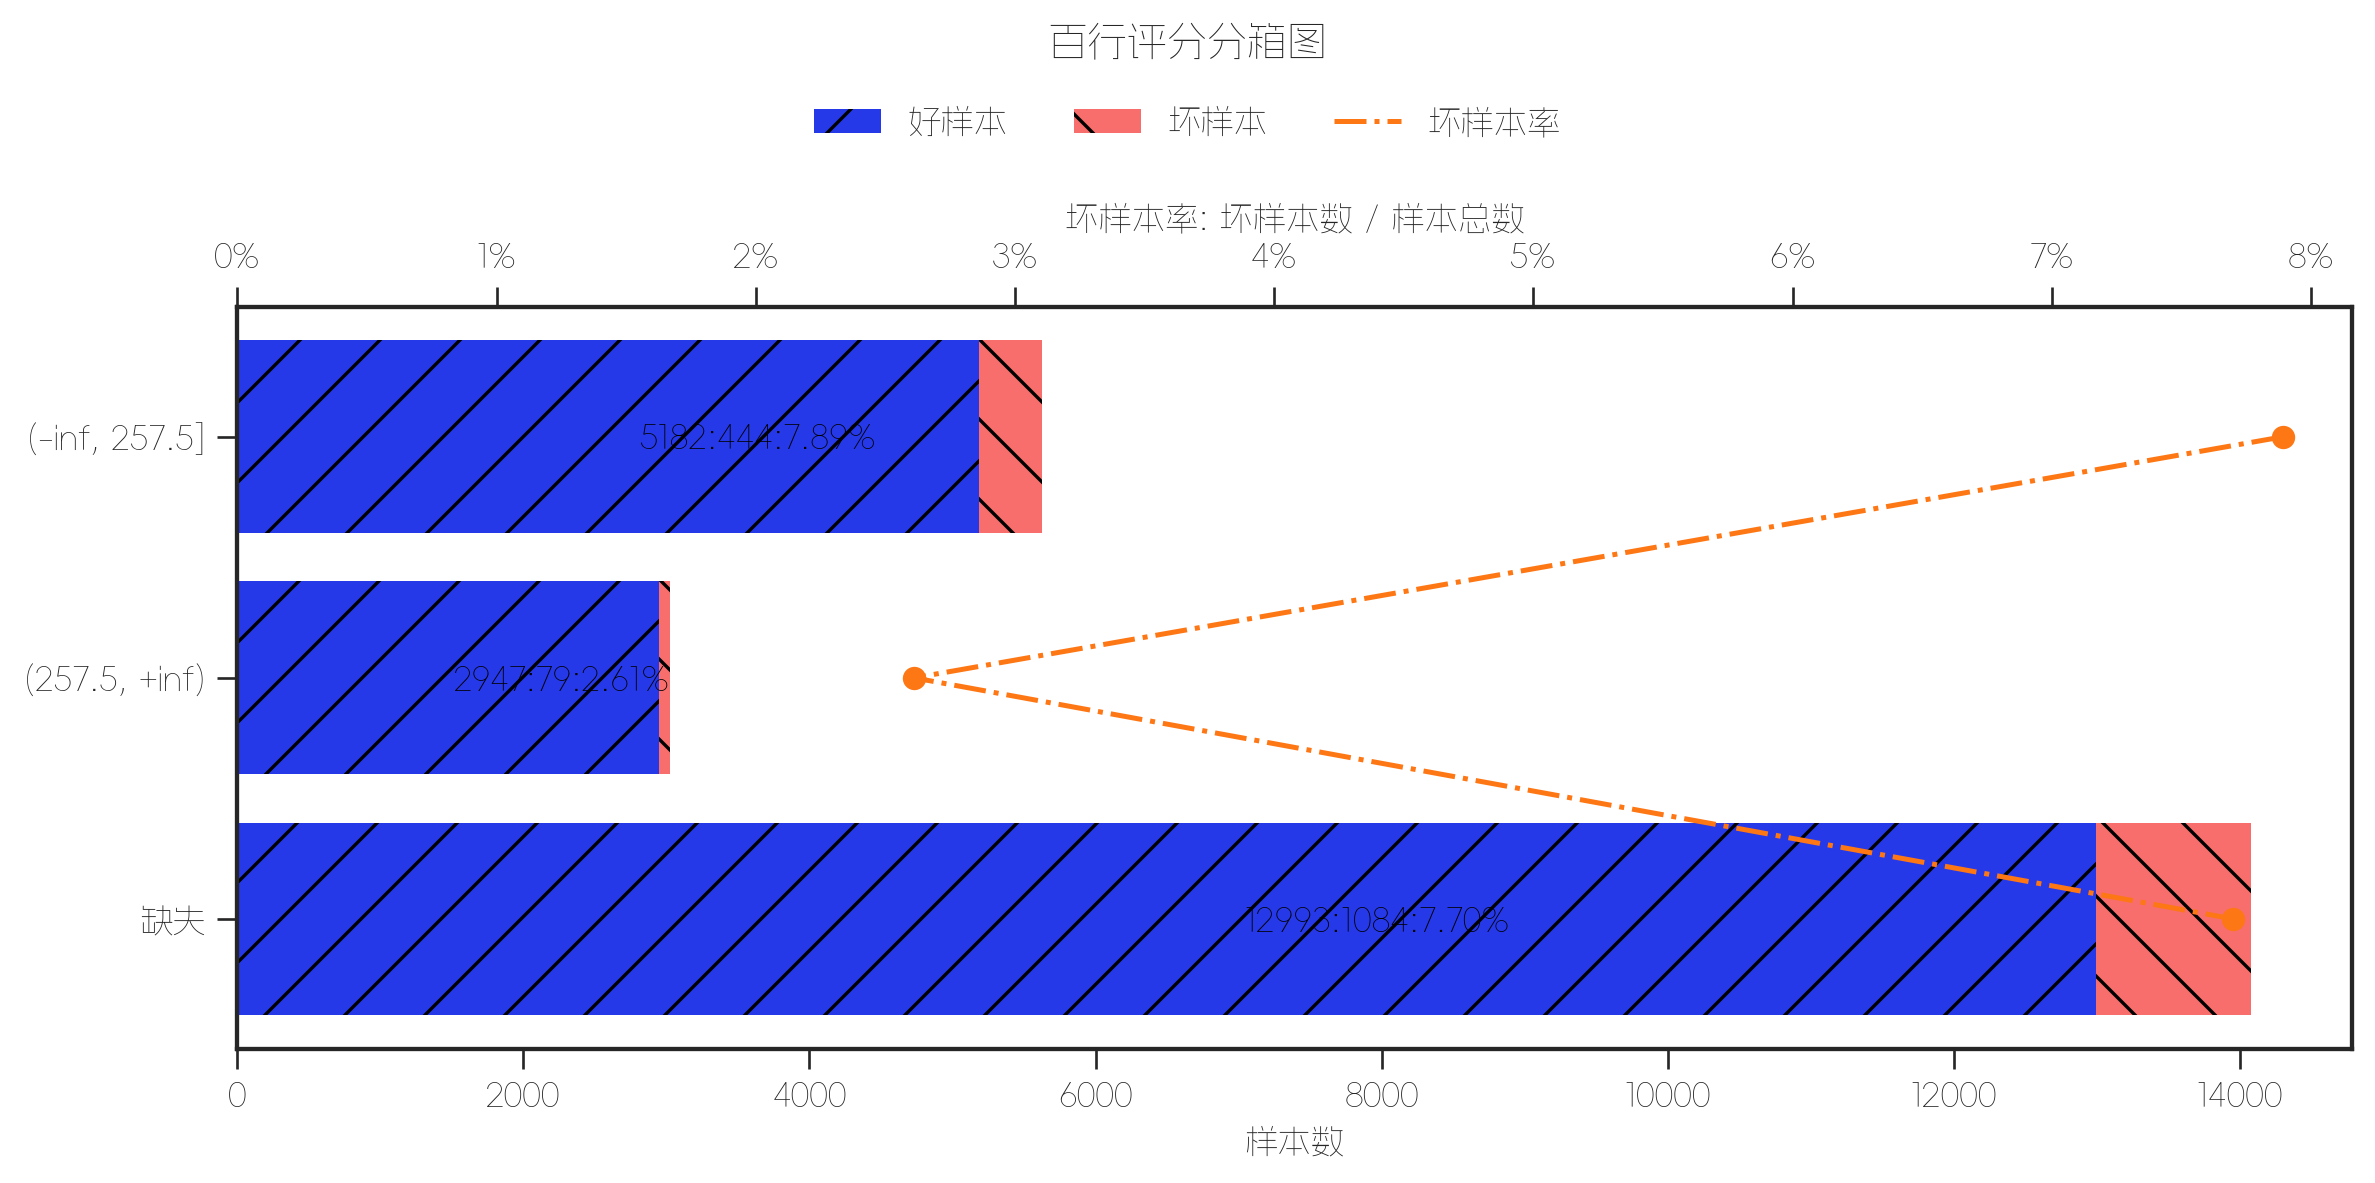 百行评分分箱图
好样本 坏样本 坏样本率
坏样本率: 坏样本数 / 样本总数
0% 1% 2% 3% 4% 5% 6% 7% 8%
(-inf, 257.5] 5182:444:7.89%
(257.5, +inf) 2947:79:2.61%
缺失 12993:1084:7.70%
0 2000 4000 6000 8000 10000 12000 14000
样本数